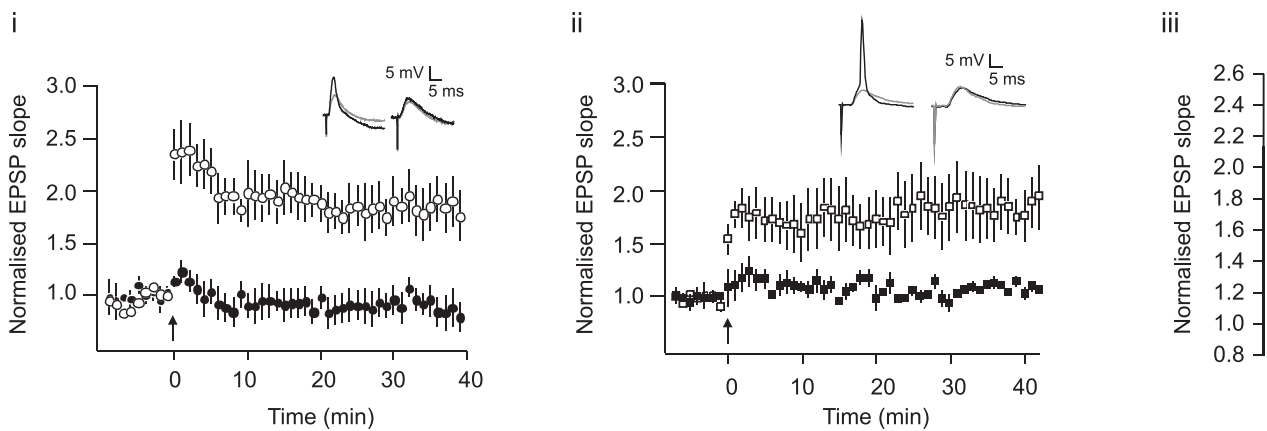 i
Normalised EPSP slope
3.0
2.5
2.0
1.5
1.0
5 mV
5 ms
0 10 20 30 40
Time (min)
ii
Normalised EPSP slope
3.0
2.5
2.0
1.5
1.0
5 mV
5 ms
0 10 20 30 40
Time (min)
iii
Normalised EPSP slope
2.6
2.4
2.2
2.0
1.8
1.6
1.4
1.2
1.0
0.8